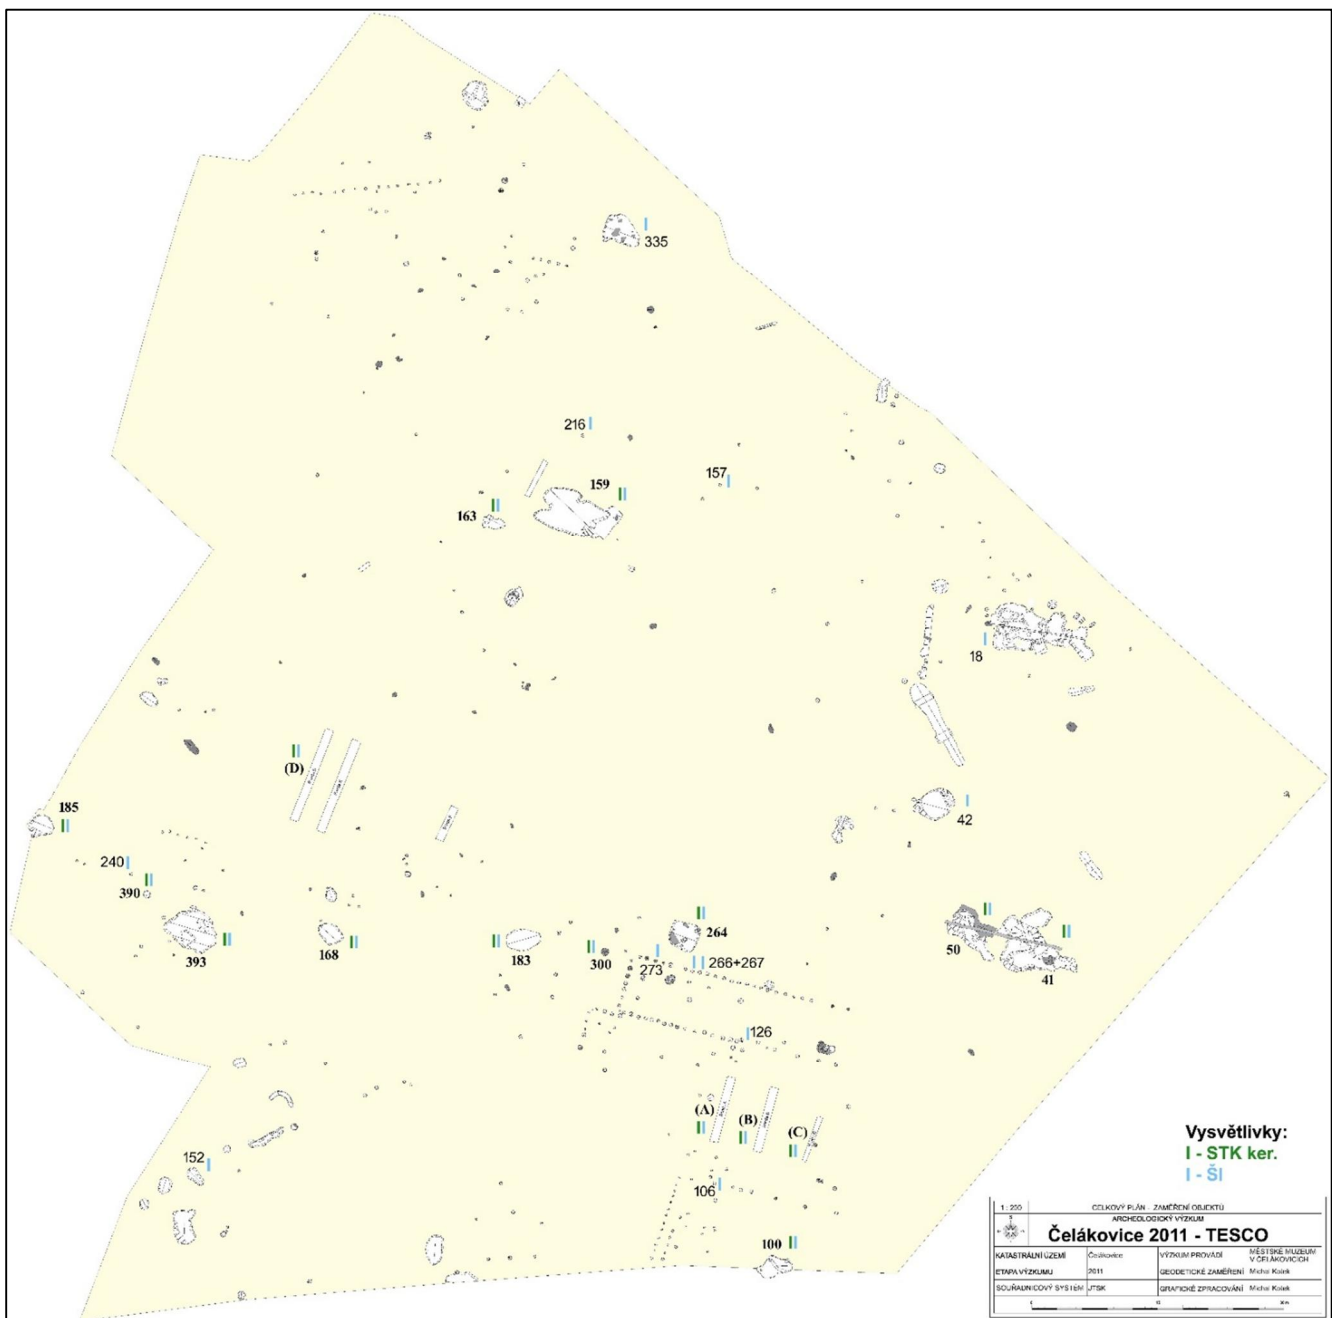 335
216
157
159
163
18
(D)
185
42
240
390
264
393
168
183
300
273
266+267
50
41
126
(A)
(B)
(C)
152
106
100
Vysvětlivky:
I - STK ker.
I - ŠI
1 : 200
CELKOVÝ PLÁN - ZAMĚŘENÍ OBJEKTŮ
ARCHEOLOGICKÝ VÝZKUM
Čelákovice 2011 - TESCO
KATASTRÁLNÍ ÚZEMÍ Čelákovice VÝZKUM PROVÁDÍ MĚSTSKÉ MUZEUM
V ČELÁKOVICÍCH
ETAPA VÝZKUMU 2011 GEODETICKÉ ZAMĚŘENÍ Michal
SOUŘADNICOVÝ SYSTÉM JTSK GRAFICKÉ ZPRACOVÁNÍ Michal